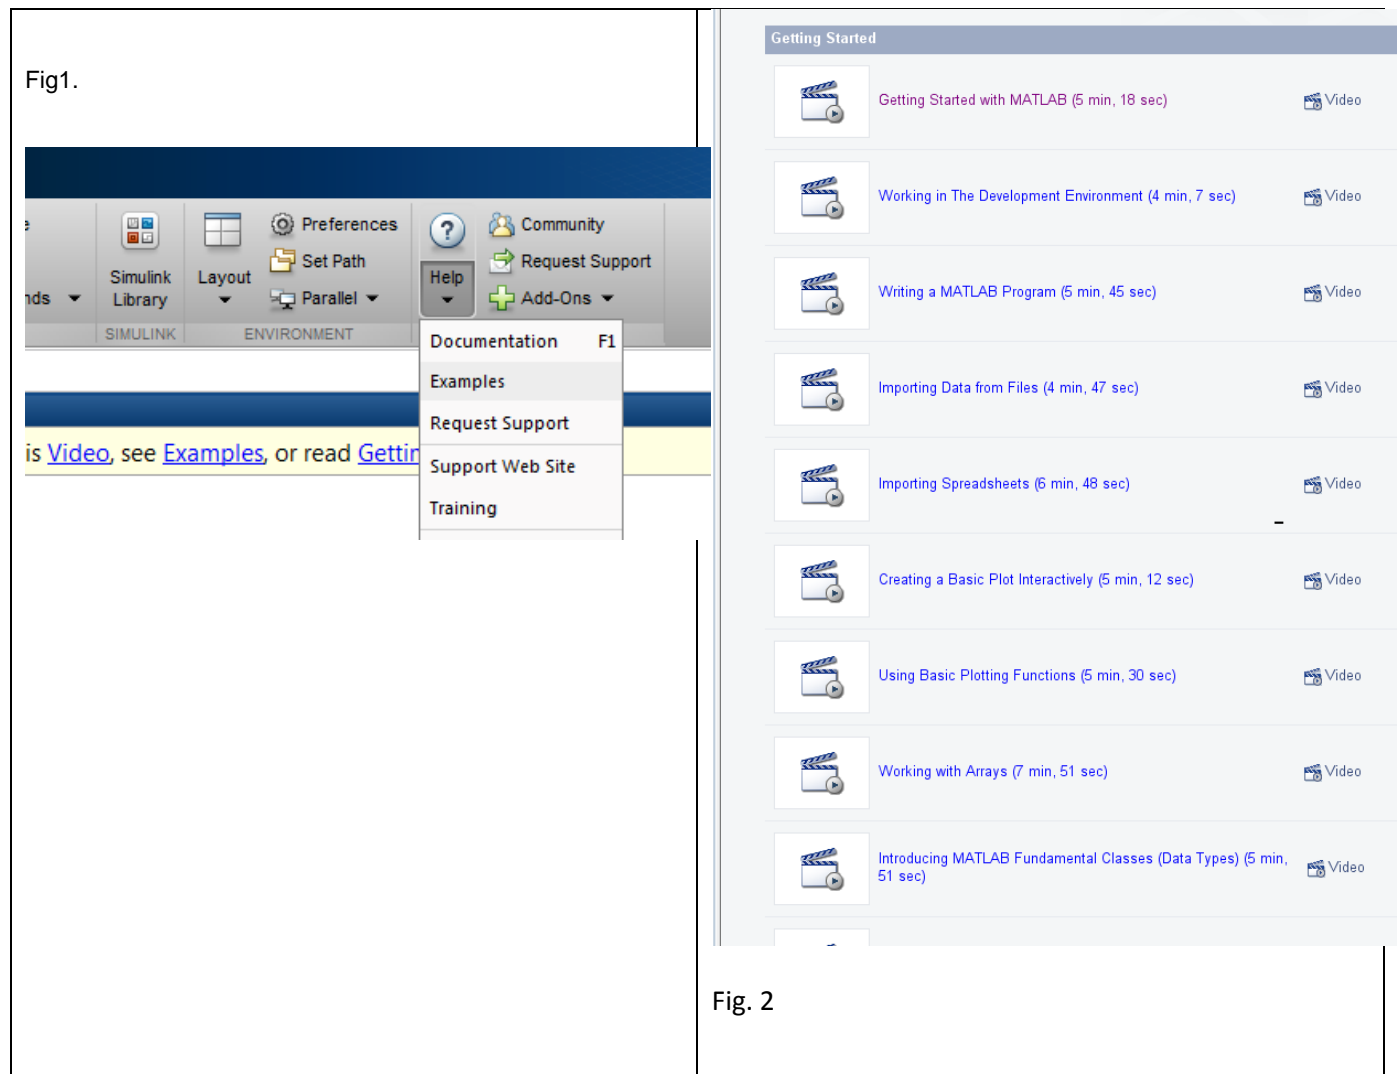 Fig1.
Preferences
Community
Simulink
Library
Layout
Set Path
Help
Request Support
nds
Parallel
Add-Ons
SIMULINK
ENVIRONMENT
Documentation F1
Examples
Request Support
Support Web Site
Training
is Video, see Examples, or read Gettin
Getting Started
Getting Started with MATLAB (5 min, 18 sec) Video
Working in The Development Environment (4 min, 7 sec) Video
Writing a MATLAB Program (5 min, 45 sec) Video
Importing Data from Files (4 min, 47 sec) Video
Importing Spreadsheets (6 min, 48 sec) Video
Creating a Basic Plot Interactively (5 min, 12 sec) Video
Using Basic Plotting Functions (5 min, 30 sec) Video
Working with Arrays (7 min, 51 sec) Video
Introducing MATLAB Fundamental Classes (Data Types) (5 min,
51 sec) Video
Fig. 2